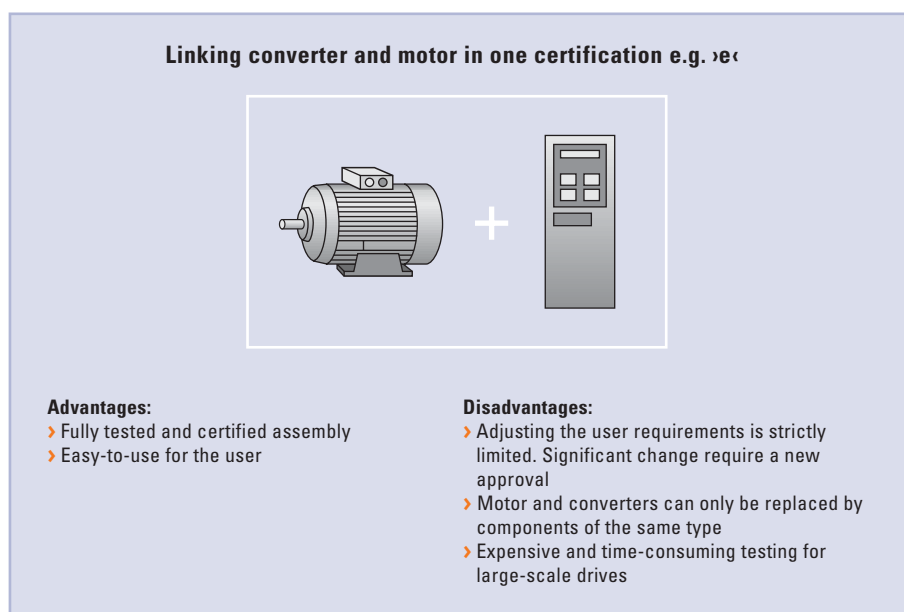 Linking converter and motor in one certification e.g. ›e‹
Advantages:
› Fully tested and certified assembly
› Easy-to-use for the user
Disadvantages:
› Adjusting the user requirements is strictly
limited. Significant change require a new
approval
› Motor and converters can only be replaced by
components of the same type
› Expensive and time-consuming testing for
large-scale drives